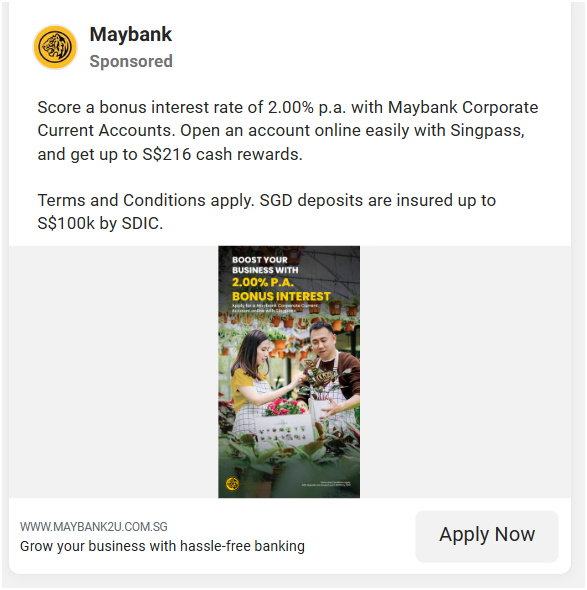 Maybank
Sponsored
Score a bonus interest rate of 2.00% p.a. with Maybank Corporate
Current Accounts. Open an account online easily with Singpass,
and get up to S$216 cash rewards.
Terms and Conditions apply. SGD deposits are insured up to
S$100k by SDIC.
BOOST YOUR
BUSINESS WITH
2.00% P.A.
BONUS INTEREST
Apply for a Maybank Corporate Current
Account online with Singpass
WWW.MAYBANK2U.COM.SG
Grow your business with hassle-free banking
Apply Now